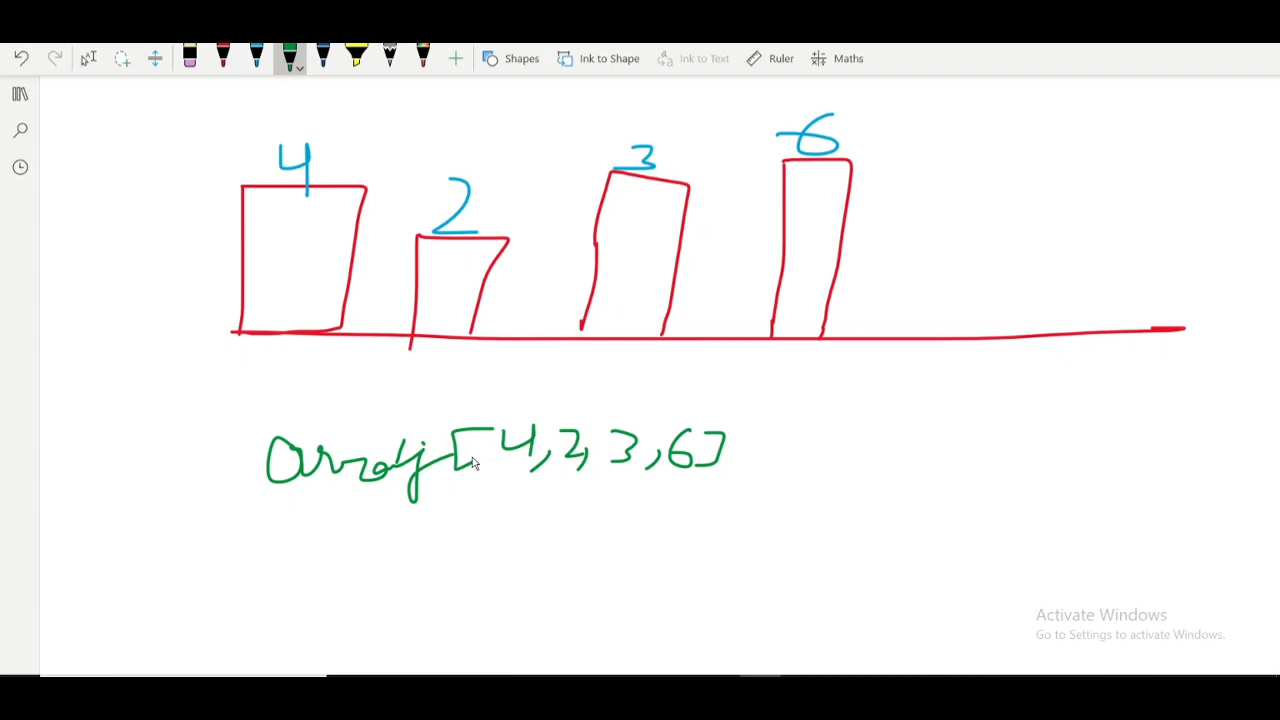 Shapes Ink to Shape Ink to Text Ruler Maths
4 2 3 6
array [4, 2, 3, 6]
Activate Windows
Go to Settings to activate Windows.